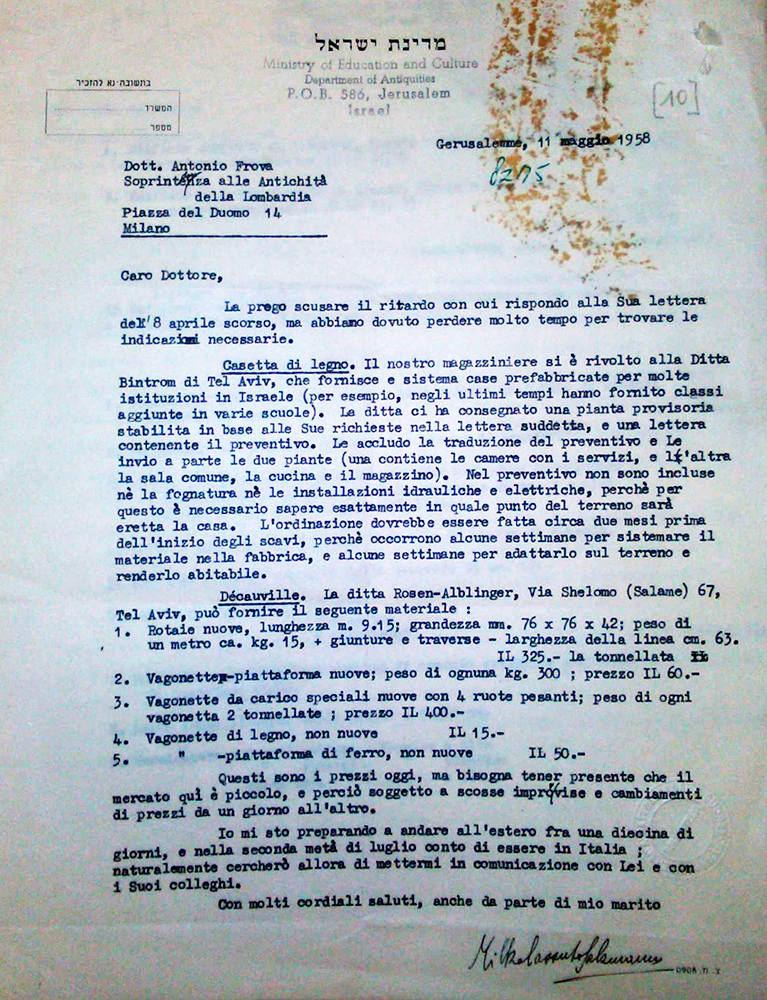 מדינת ישראל
Ministry of Education and Culture
Department of Antiquities
P.O.B. 586, Jerusalem
Israel
בתשובה נא להזכיר
המשרד
מספר
[10]
Gerusalemme, 11 maggio 1958
8275
Dott. Antonio Frova
Soprintenza alle Antichità
della Lombardia
Piazza del Duomo 14
Milano
Caro Dottore,
La prego scusare il ritardo con cui rispondo alla Sua lettera
dell'8 aprile scorso, ma abbiamo dovuto perdere molto tempo per trovare le
indicazioni necessarie.
Casetta di legno. Il nostro magazziniere si è rivolto alla Ditta
Bintrom di Tel Aviv, che fornisce e sistema case prefabbricate per molte
istituzioni in Israele (per esempio, negli ultimi tempi hanno fornito classi
aggiunte in varie scuole). La ditta ci ha consegnato una pianta provisoria
stabilita in base alle Sue richieste nella lettera suddetta, e una lettera
contenente il preventivo. Le accludo la traduzione del preventivo e Le
invio a parte le due piante (una contiene le camere con i servizi, e l'altra
la sala comune, la cucina e il magazzino). Nel preventivo non sono incluse
nè la fognatura nè le installazioni idrauliche e elettriche, perchè per
questo è necessario sapere esattamente in quale punto del terreno sarà
eretta la casa. L'ordinazione dovrebbe essere fatta circa due mesi prima
dell'inizio degli scavi, perchè occorrono alcune settimane per sistemare il
materiale nella fabbrica, e alcune settimane per adattarlo sul terreno e
renderlo abitabile.
Décauville. La ditta Rosen-Alblinger, Via Shelomo (Salame) 67,
Tel Aviv, può fornire il seguente materiale :
1. Rotaie nuove, lunghezza m. 9.15; grandezza mm. 76 x 76 x 42; peso di
un metro ca. kg. 15, + giunture e traverse - larghezza della linea cm. 63.
IL 325.- la tonnellata
2. Vagonette-piattaforma nuove; peso di ognuna kg. 300 ; prezzo IL 60.-
3. Vagonette da carico speciali nuove con 4 ruote pesanti; peso di ogni
vagonetta 2 tonnellate ; prezzo IL 400.-
4. Vagonette di legno, non nuove IL 15.-
5. " -piattaforma di ferro, non nuove IL 50.-
Questi sono i prezzi oggi, ma bisogna tener presente che il
mercato qui è piccolo, e perciò soggetto a scosse improvise e cambiamenti
di prezzi da un giorno all'altro.
Io mi sto preparando a andare all'estero fra una diecina di
giorni, e nella seconda metà di luglio conto di essere in Italia ;
naturalemente cercherò allora di mettermi in comunicazione con Lei e con
i Suoi colleghi.
Con molti cordiali saluti, anche da parte di mio marito
Milka Cassuto Salzmann